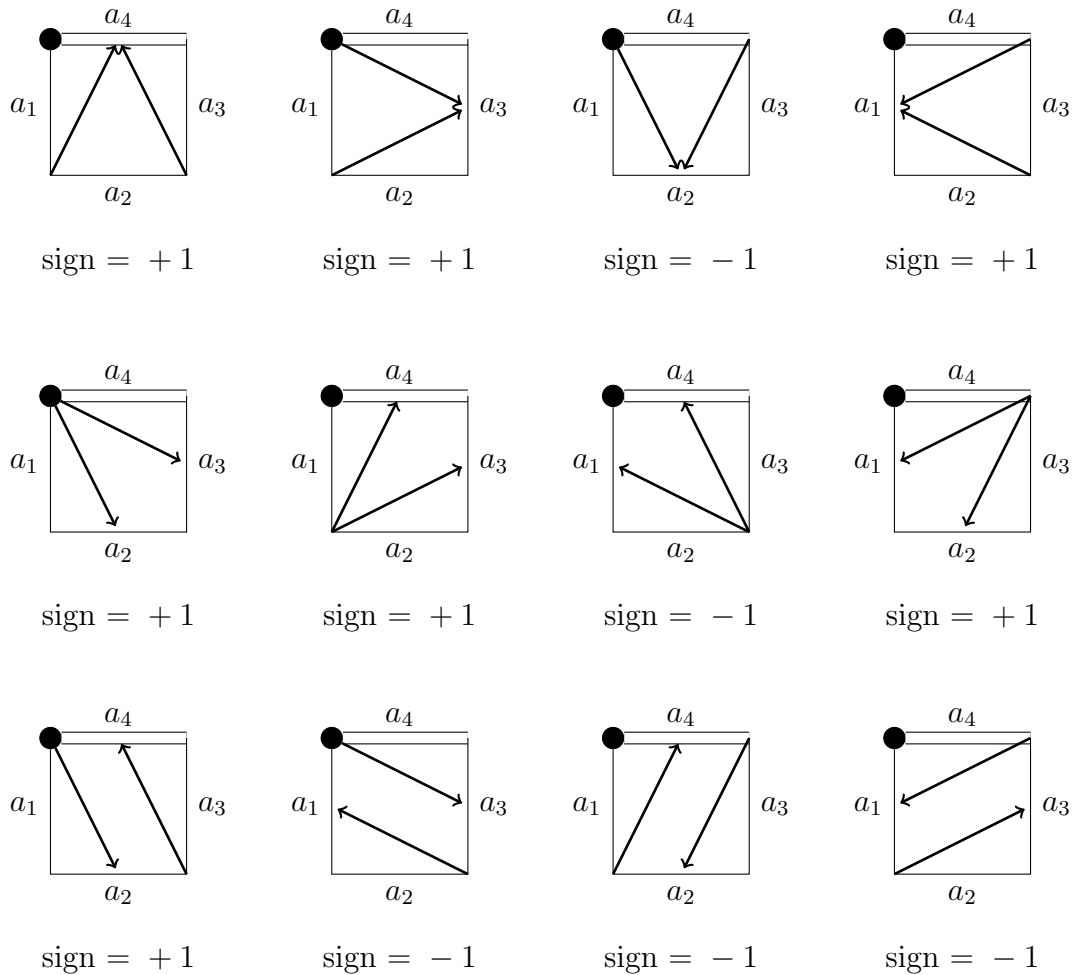 a₄ a₄ a₄ a₄
a₁ a₃ a₁ a₃ a₁ a₃ a₁ a₃
a₂ a₂ a₂ a₂
sign = +1 sign = +1 sign = −1 sign = +1
a₄ a₄ a₄ a₄
a₁ a₃ a₁ a₃ a₁ a₃ a₁ a₃
a₂ a₂ a₂ a₂
sign = +1 sign = +1 sign = −1 sign = +1
a₄ a₄ a₄ a₄
a₁ a₃ a₁ a₃ a₁ a₃ a₁ a₃
a₂ a₂ a₂ a₂
sign = +1 sign = −1 sign = −1 sign = −1